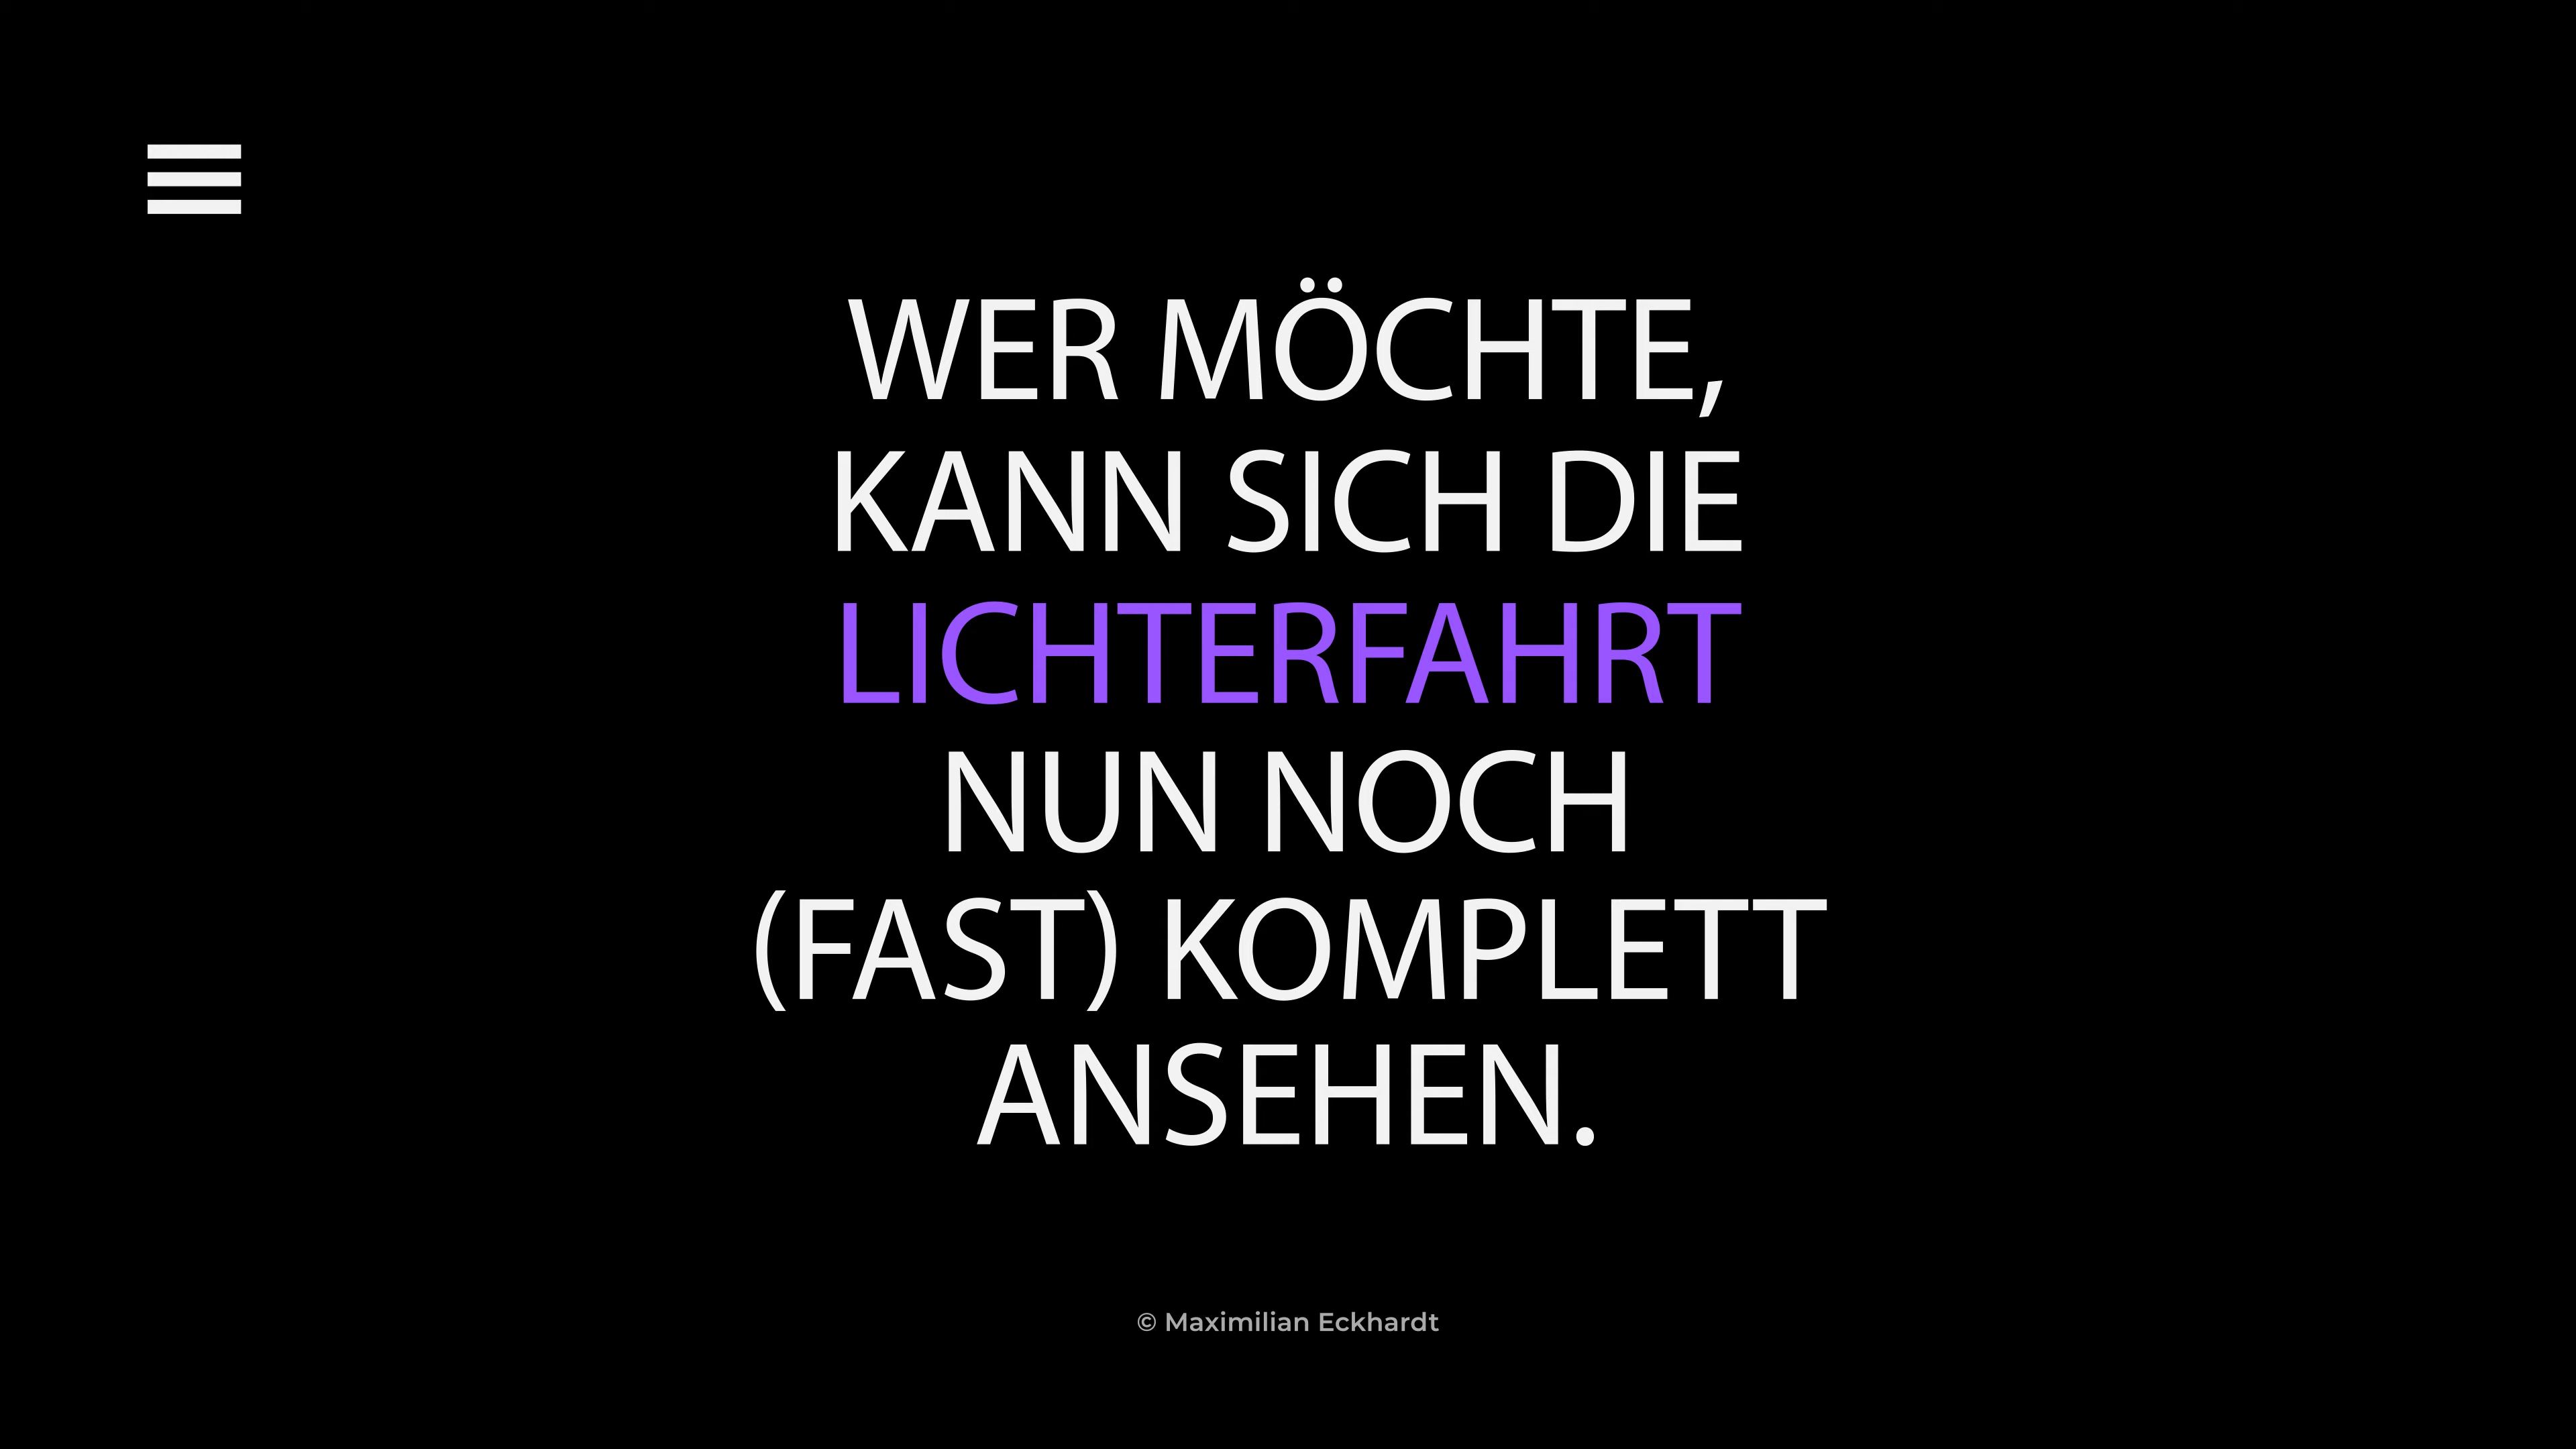 WER MÖCHTE,
KANN SICH DIE
LICHTERFAHRT
NUN NOCH
(FAST) KOMPLETT
ANSEHEN.
© Maximilian Eckhardt